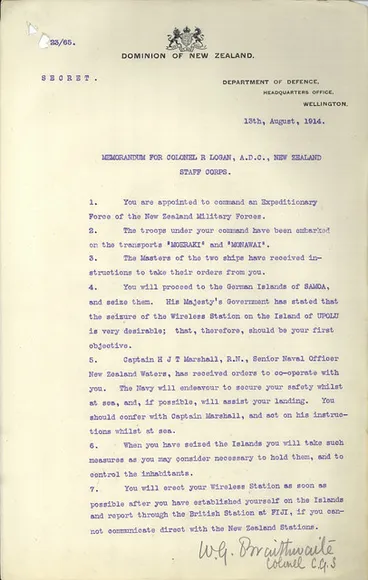 23/65.
DOMINION OF NEW ZEALAND.
SECRET.
DEPARTMENT OF DEFENCE,
HEADQUARTERS OFFICE,
WELLINGTON,
13th, August, 1914.
MEMORANDUM FOR COLONEL R LOGAN, A.D.C., NEW ZEALAND
STAFF CORPS.
1. You are appointed to command an Expeditionary
Force of the New Zealand Military Forces.
2. The troops under your command have been embarked
on the transports "MOERAKI" and "MONAWAI".
3. The Masters of the two ships have received in-
structions to take their orders from you.
4. You will proceed to the German Islands of SAMOA,
and seize them. His Majesty's Government has stated that
the seizure of the Wireless Station on the Island of UPOLU
is very desirable; that, therefore, should be your first
objective.
5. Captain H J T Marshall, R.N., Senior Naval Officer
New Zealand Waters, has received orders to co-operate with
you. The Navy will endeavour to secure your safety whilst
at sea, and, if possible, will assist your landing. You
should confer with Captain Marshall, and act on his instruc-
tions whilst at sea.
6. When you have seized the Islands you will take such
measures as you may consider necessary to hold them, and to
control the inhabitants.
7. You will erect your Wireless Station as soon as
possible after you have established yourself on the Islands
and report through the British Station at FIJI, if you can-
not communicate direct with the New Zealand Stations.
W.G. Braithwaite
Colonel C.G.S